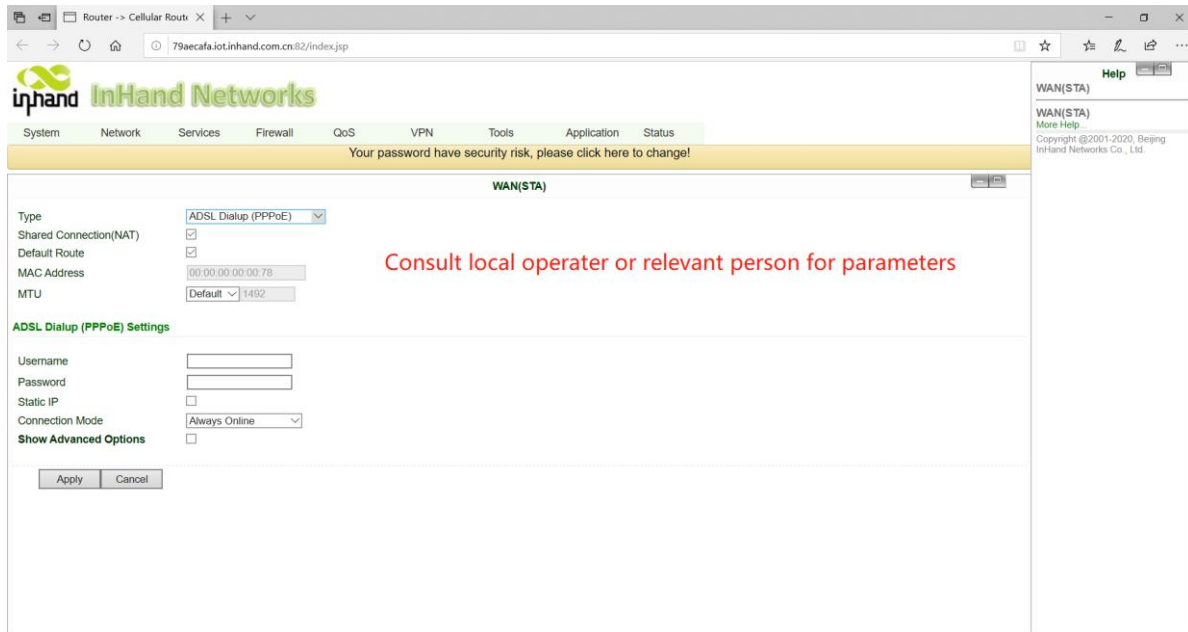 Router -> Cellular Route
79aecafa.iot.inhand.com.cn:82/index.jsp
inhand InHand Networks
System Network Services Firewall QoS VPN Tools Application Status
Your password have security risk, please click here to change!
WAN(STA)
Type ADSL Dialup (PPPoE)
Shared Connection(NAT)
Default Route
MAC Address 00:00:00:00:00:78
MTU Default 1492
Consult local operater or relevant person for parameters
ADSL Dialup (PPPoE) Settings
Username
Password
Static IP
Connection Mode Always Online
Show Advanced Options
Apply Cancel
Help
WAN(STA)
WAN(STA)
More Help...
Copyright @2001-2020, Beijing
InHand Networks Co., Ltd.